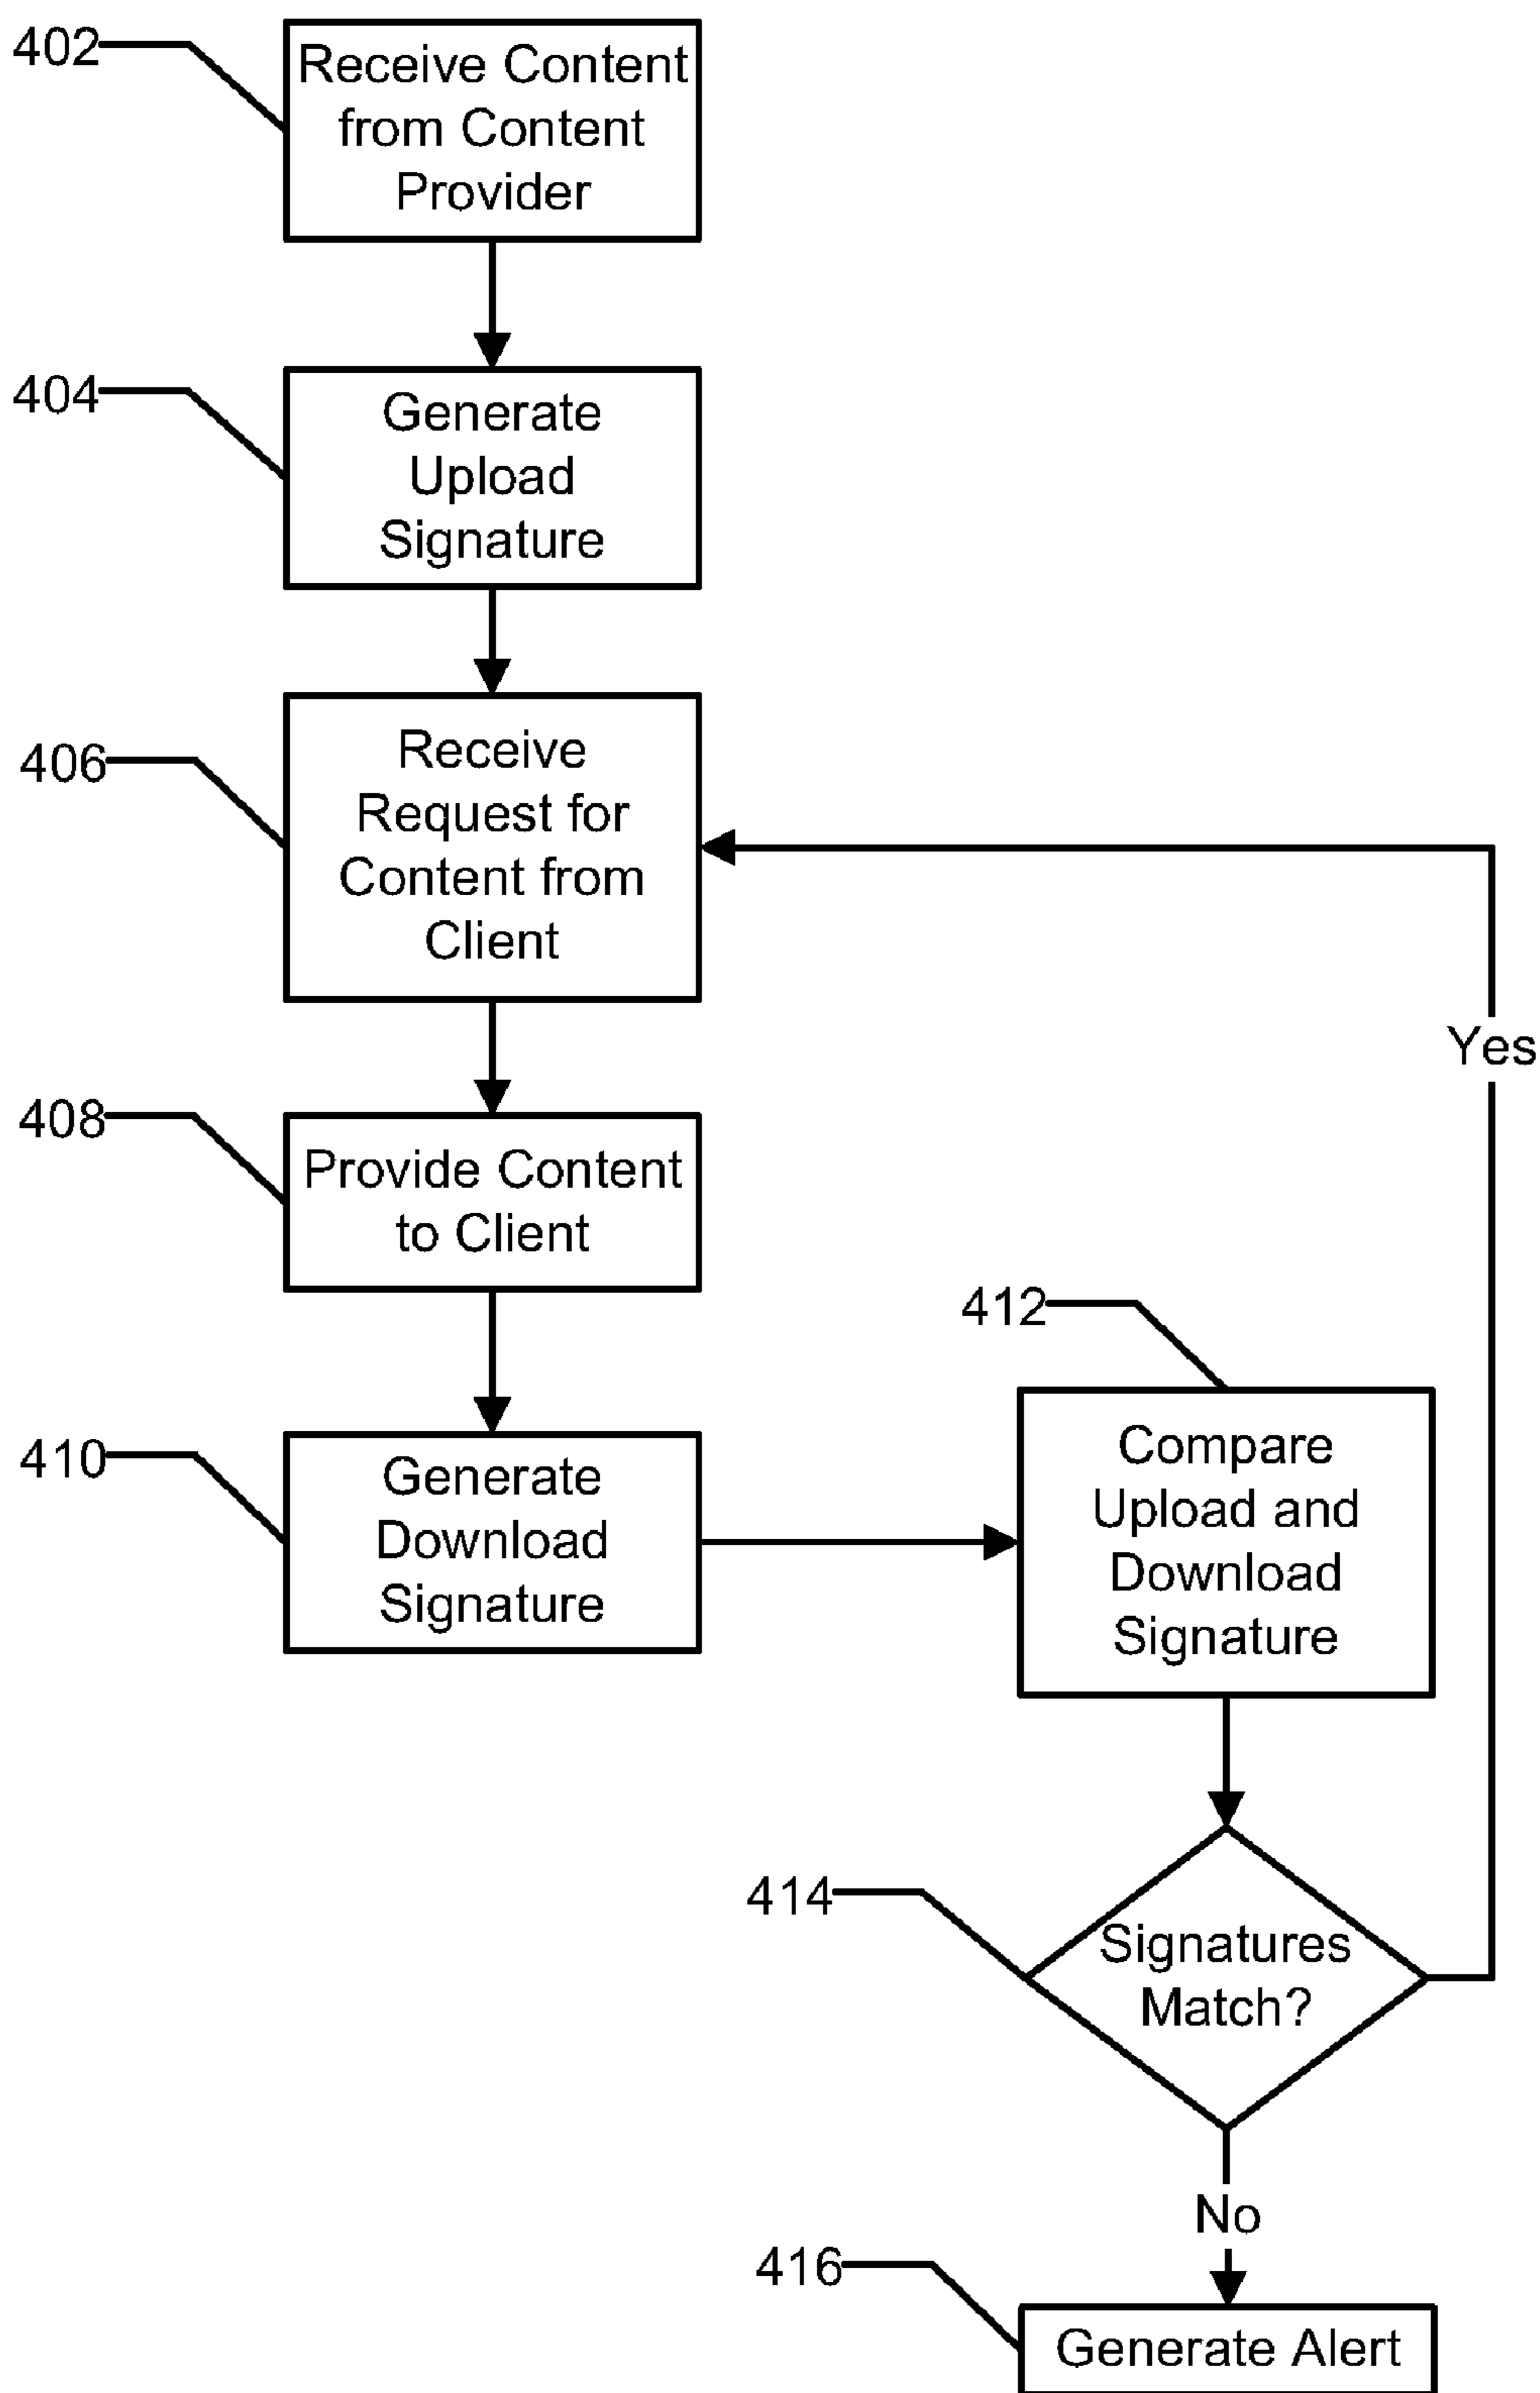 402
Receive Content
from Content
Provider
404
Generate
Upload
Signature
406
Receive
Request for
Content from
Client
Yes
408
Provide Content
to Client
410
Generate
Download
Signature
412
Compare
Upload and
Download
Signature
414
Signatures
Match?
No
416
Generate Alert